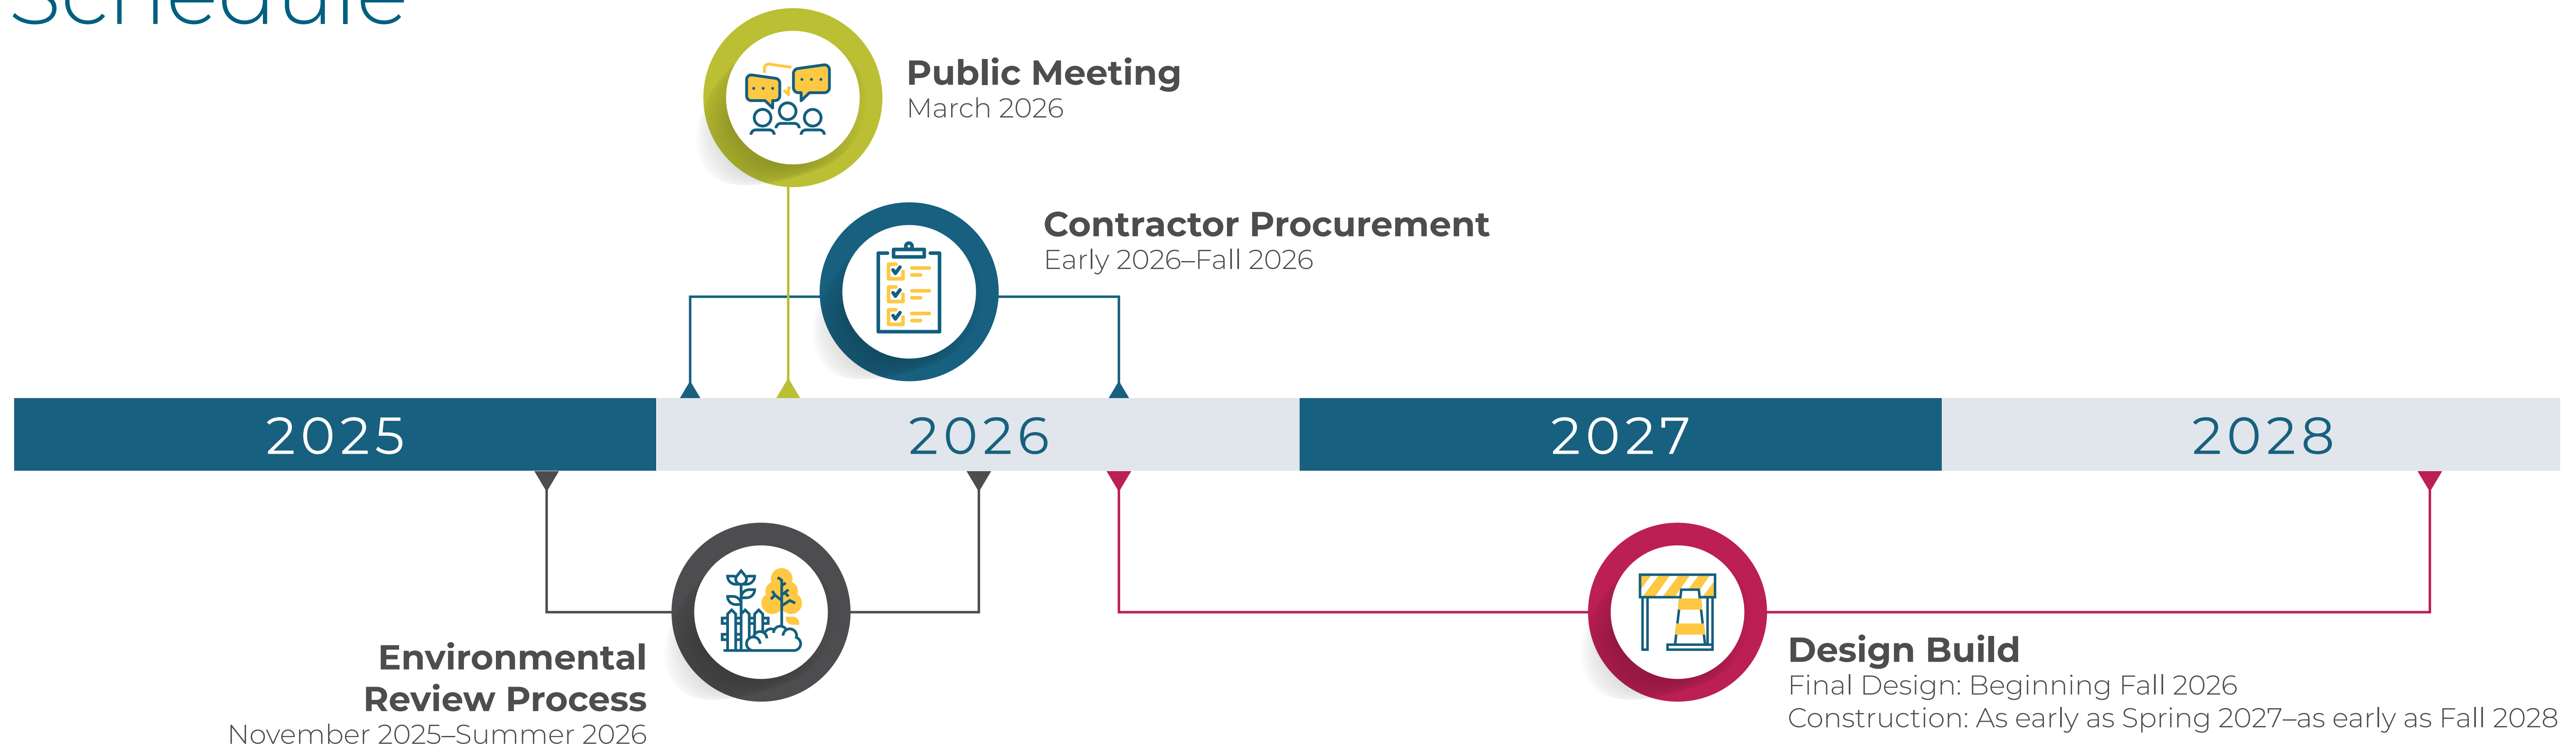 Schedule
Public Meeting
March 2026
Contractor Procurement
Early 2026–Fall 2026
2025
2026
2027
2028
Environmental
Review Process
November 2025–Summer 2026
Design Build
Final Design: Beginning Fall 2026
Construction: As early as Spring 2027–as early as Fall 2028